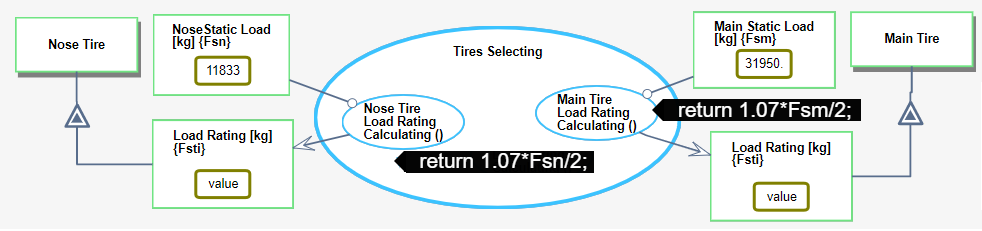 Nose Tire
NoseStatic Load
[kg] {Fsn}
11833
Load Rating [kg]
{Fsti}
value
Tires Selecting
Nose Tire
Load Rating
Calculating ()
return 1.07*Fsn/2;
Main Tire
Load Rating
Calculating ()
return 1.07*Fsm/2;
Main Static Load
[kg] {Fsm}
31950.
Load Rating [kg]
{Fsti}
value
Main Tire